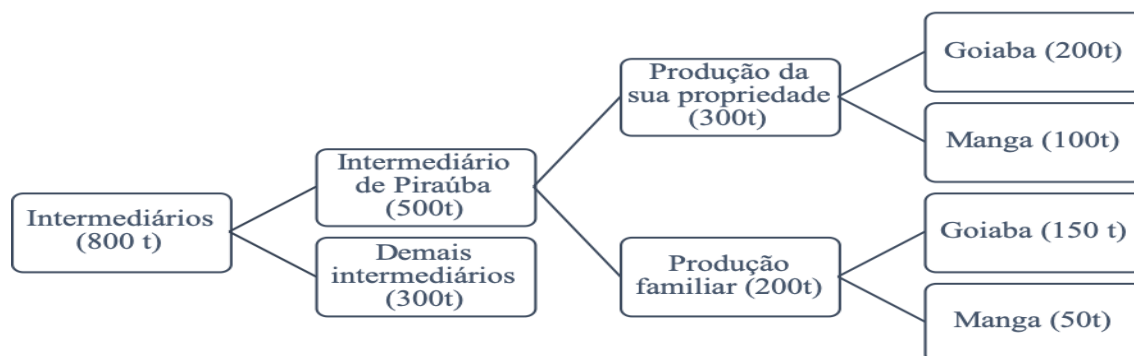 Intermediários
(800 t)
Intermediário
de Piraúba
(500t)
Demais
intermediários
(300t)
Produção da
sua propriedade
(300t)
Produção
familiar (200t)
Goiaba (200t)
Manga (100t)
Goiaba (150 t)
Manga (50t)